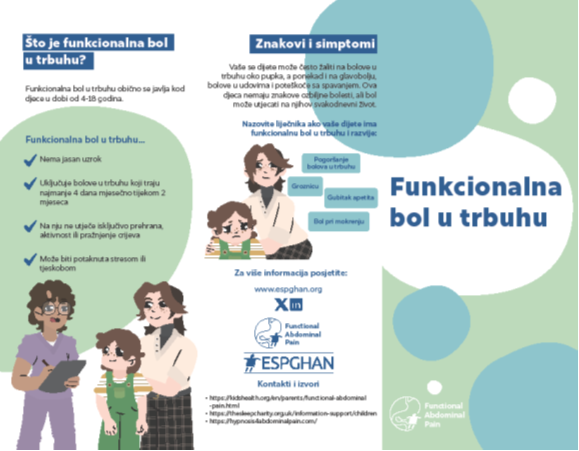 Što je funkcionalna bol
u trbuhu?
Funkcionalna bol u trbuhu obično se javlja kod
djece u dobi od 4-18 godina.
Funkcionalna bol u trbuhu...
Nema jasan uzrok
Uključuje bolove u trbuhu koji traju
najmanje 4 dana mjesečno tijekom 2
mjeseca
Na nju ne utječe isključivo prehrana,
aktivnost ili pražnjenje crijeva
Može biti potaknuta stresom ili
tjeskobom
Znakovi i simptomi
Vaše se dijete može često žaliti na bolove u
trbuhu oko pupka, a ponekad i na glavobolju,
bolove u udovima i poteškoće sa spavanjem. Ova
djeca nemaju znakove ozbiljne bolesti, ali bol
može utjecati na njihov svakodnevni život.
Nazovite liječnika ako vaše dijete ima
funkcionalnu bol u trbuhu i razvije:
Pogoršanje
bolova u trbuhu
Groznicu
Gubitak apetita
Bol pri mokrenju
Za više informacija posjetite:
www.espghan.org
X in
Functional
Abdominal
Pain
ESPGHAN
Kontakti i izvori
• https://kidshealth.org/en/parents/functional-abdominal
-pain.html
• https://thesleepcharity.org.uk/information-support/children
• https://hypnosis4abdominalpain.com/
Funkcionalna
bol u trbuhu
Functional
Abdominal
Pain